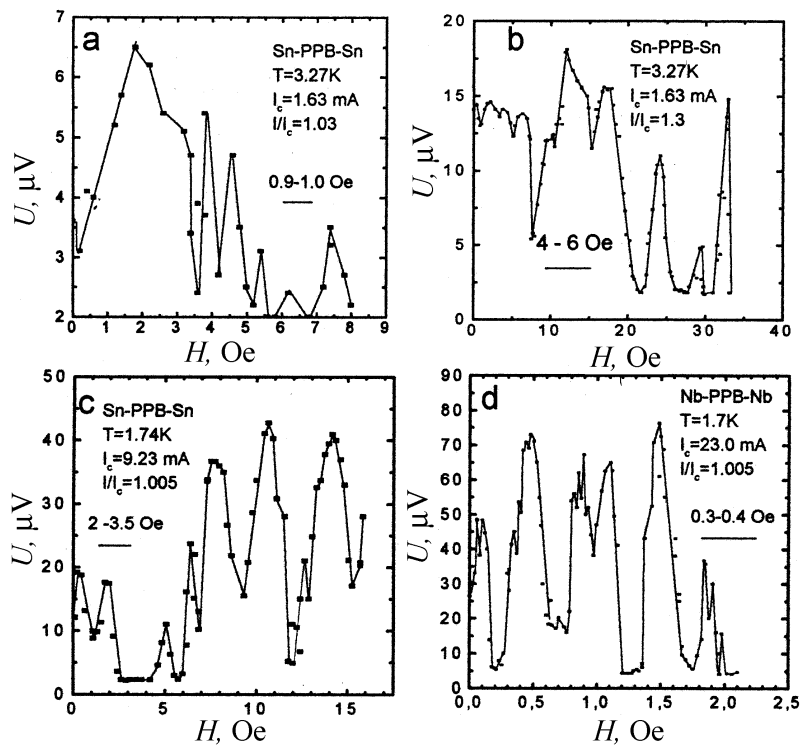 a
Sn-PPB-Sn
T=3.27K
I_c=1.63 mA
I/I_c=1.03
0.9-1.0 Oe
U, μV
7
6
5
4
3
2
0 1 2 3 4 5 6 7 8 9
H, Oe
b
Sn-PPB-Sn
T=3.27K
I_c=1.63 mA
I/I_c=1.3
4 - 6 Oe
U, μV
20
15
10
5
0
0 10 20 30 40
H, Oe
c
Sn-PPB-Sn
T=1.74K
I_c=9.23 mA
I/I_c=1.005
2 -3.5 Oe
U, μV
50
40
30
20
10
0
0 5 10 15
H, Oe
d
Nb-PPB-Nb
T=1.7K
I_c=23.0 mA
I/I_c=1.005
0.3-0.4 Oe
U, μV
90
80
70
60
50
40
30
20
10
0
0,0 0,5 1,0 1,5 2,0 2,5
H, Oe